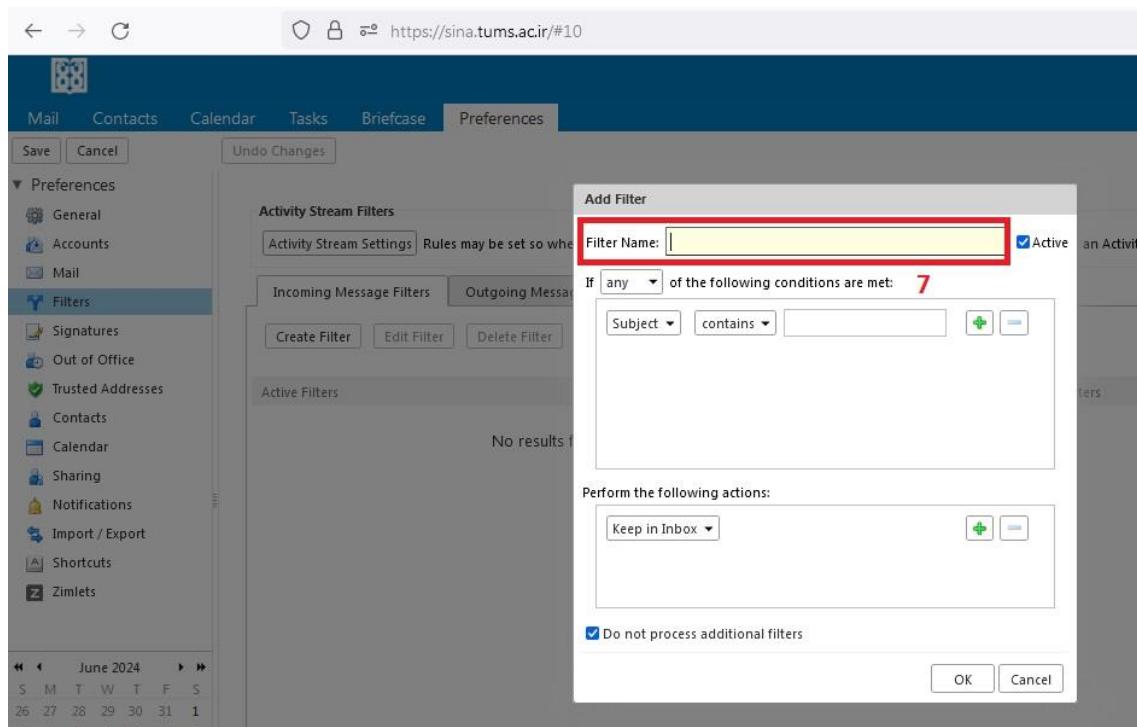 https://sina.tums.ac.ir/#10
Mail Contacts Calendar Tasks Briefcase Preferences
Save Cancel Undo Changes
Preferences
General
Accounts
Mail
Filters
Signatures
Out of Office
Trusted Addresses
Contacts
Calendar
Sharing
Notifications
Import / Export
Shortcuts
Zimlets
June 2024
S M T W T F S
26 27 28 29 30 31 1
Activity Stream Filters
Activity Stream Settings Rules may be set so whe
an Activit
Incoming Message Filters Outgoing Messa
Create Filter Edit Filter Delete Filter
Active Filters
ters
No results f
Add Filter
Filter Name: Active
If any of the following conditions are met: 7
Subject contains
Perform the following actions:
Keep in Inbox
Do not process additional filters
OK Cancel